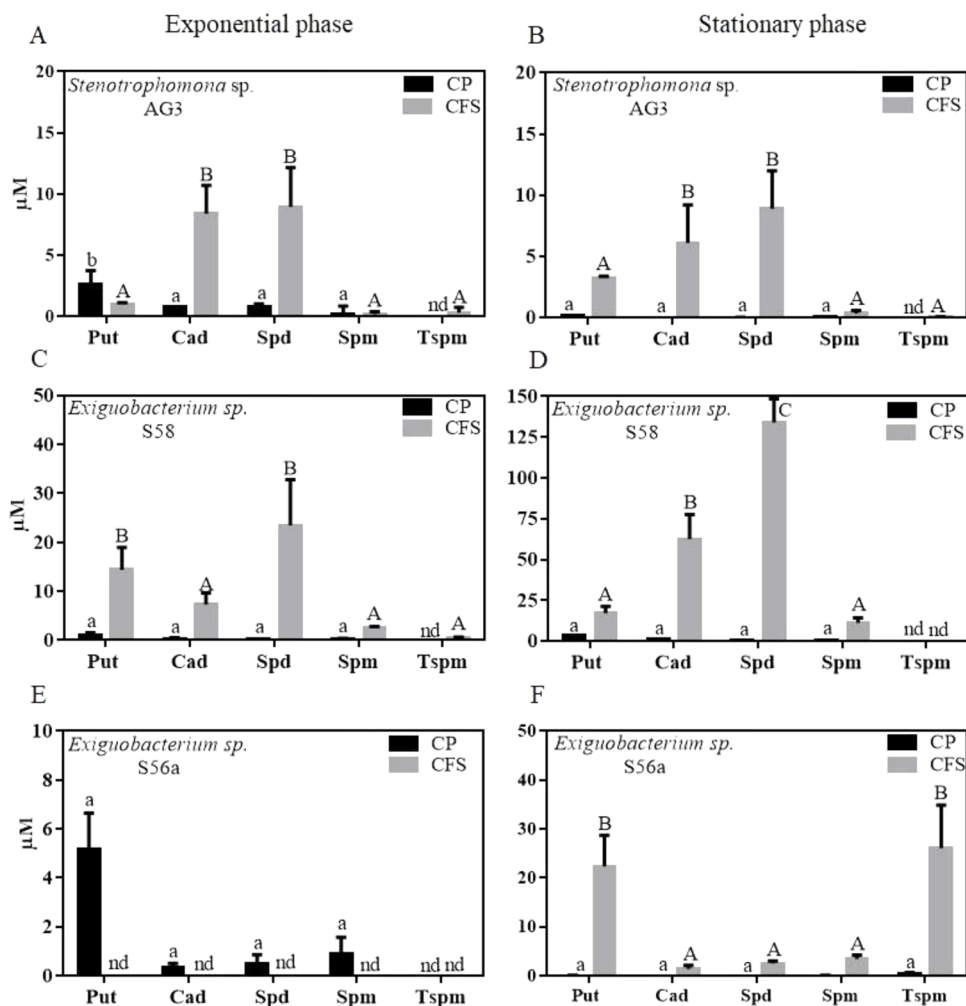 Exponential phase
Stationary phase
A
20
15
10
5
0
µM
Stenotrophomona sp.
AG3
CP
CFS
b
A
a
B
a
B
a
A
nd
A
Put
Cad
Spd
Spm
Tspm
B
20
15
10
5
0
Stenotrophomona sp.
AG3
CP
CFS
a
A
a
B
a
B
a
A
nd
A
Put
Cad
Spd
Spm
Tspm
C
50
40
30
20
10
0
µM
Exiguobacterium sp.
S58
CP
CFS
a
B
a
A
a
B
a
A
nd
A
Put
Cad
Spd
Spm
Tspm
D
150
125
100
75
50
25
0
Exiguobacterium sp.
S58
CP
CFS
a
A
a
B
a
C
a
A
nd
nd
Put
Cad
Spd
Spm
Tspm
E
10
8
6
4
2
0
µM
Exiguobacterium sp.
S56a
CP
CFS
a
nd
a
nd
a
nd
a
nd
nd
nd
Put
Cad
Spd
Spm
Tspm
F
50
40
30
20
10
0
Exiguobacterium sp.
S56a
CP
CFS
a
B
a
A
a
A
a
A
a
B
Put
Cad
Spd
Spm
Tspm